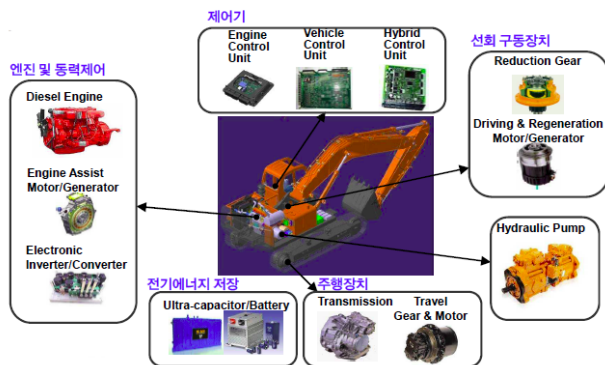 제어기
Engine Control Unit
Vehicle Control Unit
Hybrid Control Unit
선회 구동장치
Reduction Gear
Driving & Regeneration
Motor/Generator
엔진 및 동력제어
Diesel Engine
Engine Assist
Motor/Generator
Electronic
Inverter/Converter
Hydraulic Pump
전기에너지 저장
Ultra-capacitor/Battery
주행장치
Transmission
Travel
Gear & Motor